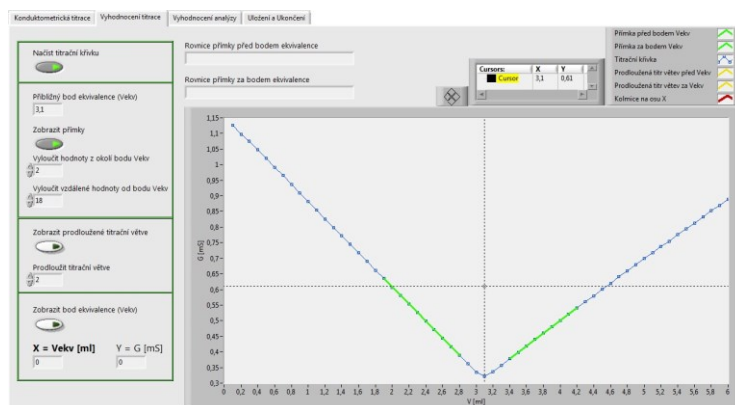 Konduktometrická titrace
Vyhodnocení titrace
Vyhodnocení analýzy
Uložení a Ukončení
Načíst titrační křivku
Přibližný bod ekvivalence (Vekv)
3,1
Zobrazit přímky
Vyloučit hodnoty z okolí bodu Vekv
2
Vyloučit vzdálené hodnoty od bodu Vekv
18
Zobrazit prodloužené titrační větve
Prodloužit titrační větve
2
Zobrazit bod ekvivalence (Vekv)
X = Vekv [ml]
Y = G [mS]
0
0
Rovnice přímky před bodem ekvivalence
Rovnice přímky za bodem ekvivalence
Cursors: X Y
Cursor 3,1 0,61
Přímka před bodem Vekv
Přímka za bodem Vekv
Titrační křivka
Prodloužená titr větev před Vekv
Prodloužená titr větev za Vekv
Kolmice na osu X
1,15
1,1
1,05
1
0,95
0,9
0,85
0,8
0,75
0,7
0,65
0,6
0,55
0,5
0,45
0,4
0,35
0,3
G [mS]
0 0,2 0,4 0,6 0,8 1 1,2 1,4 1,6 1,8 2 2,2 2,4 2,6 2,8 3 3,2 3,4 3,6 3,8 4 4,2 4,4 4,6 4,8 5 5,2 5,4 5,6 5,8 6
V [ml]